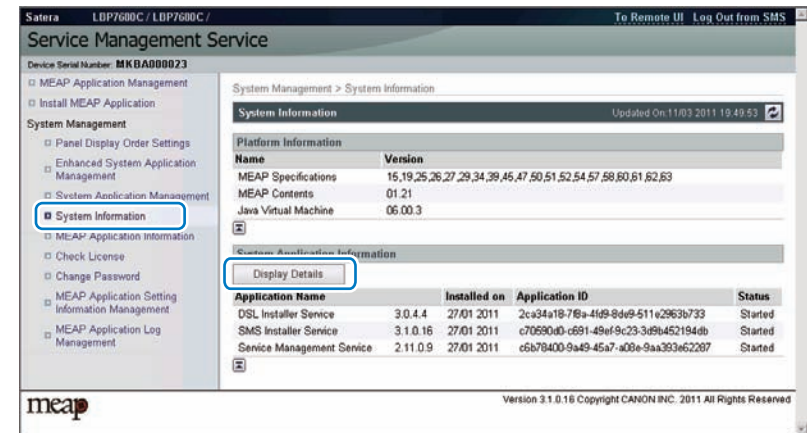 Satera LBP7600C / LBP7600C /
To Remote UI Log Out from SMS
Service Management Service
Device Serial Number: MKBA000023
MEAP Application Management
Install MEAP Application
System Management
Panel Display Order Settings
Enhanced System Application
Management
System Application Management
System Information
MEAP Application Information
Check License
Change Password
MEAP Application Setting
Information Management
MEAP Application Log
Management
System Management > System Information
System Information Updated On:11/03 2011 19:49:53
Platform Information
Name Version
MEAP Specifications 15,19,25,26,27,29,34,39,45,47,50,51,52,54,57,58,60,61,62,63
MEAP Contents 01.21
Java Virtual Machine 06.00.3
System Application Information
Display Details
Application Name Installed on Application ID Status
DSL Installer Service 3.0.4.4 27/01 2011 2ca34a18-7f8a-4fd9-8de9-511e2963b733 Started
SMS Installer Service 3.1.0.16 27/01 2011 c70590d0-c691-49ef-9c23-3d9b452194db Started
Service Management Service 2.11.0.9 27/01 2011 c6b78400-9a49-45a7-a08e-9aa393e62287 Started
meap
Version 3.1.0.16 Copyright CANON INC. 2011 All Rights Reserved